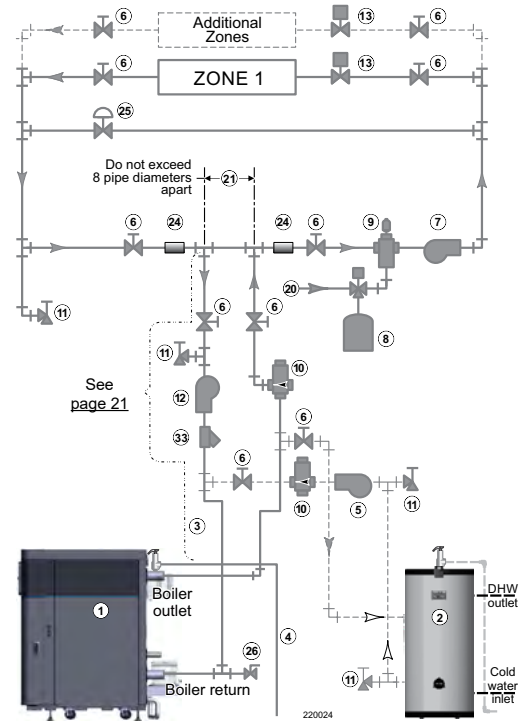 6
Additional
Zones
13
6
6
ZONE 1
13
6
25
Do not exceed
8 pipe diameters
apart
21
6
24
24
6
9
7
11
20
6
6
8
11
10
12
See
page 21
6
33
6
10
5
11
3
1
Boiler
outlet
4
2
DHW
outlet
26
11
Boiler return
Cold
water
inlet
220024